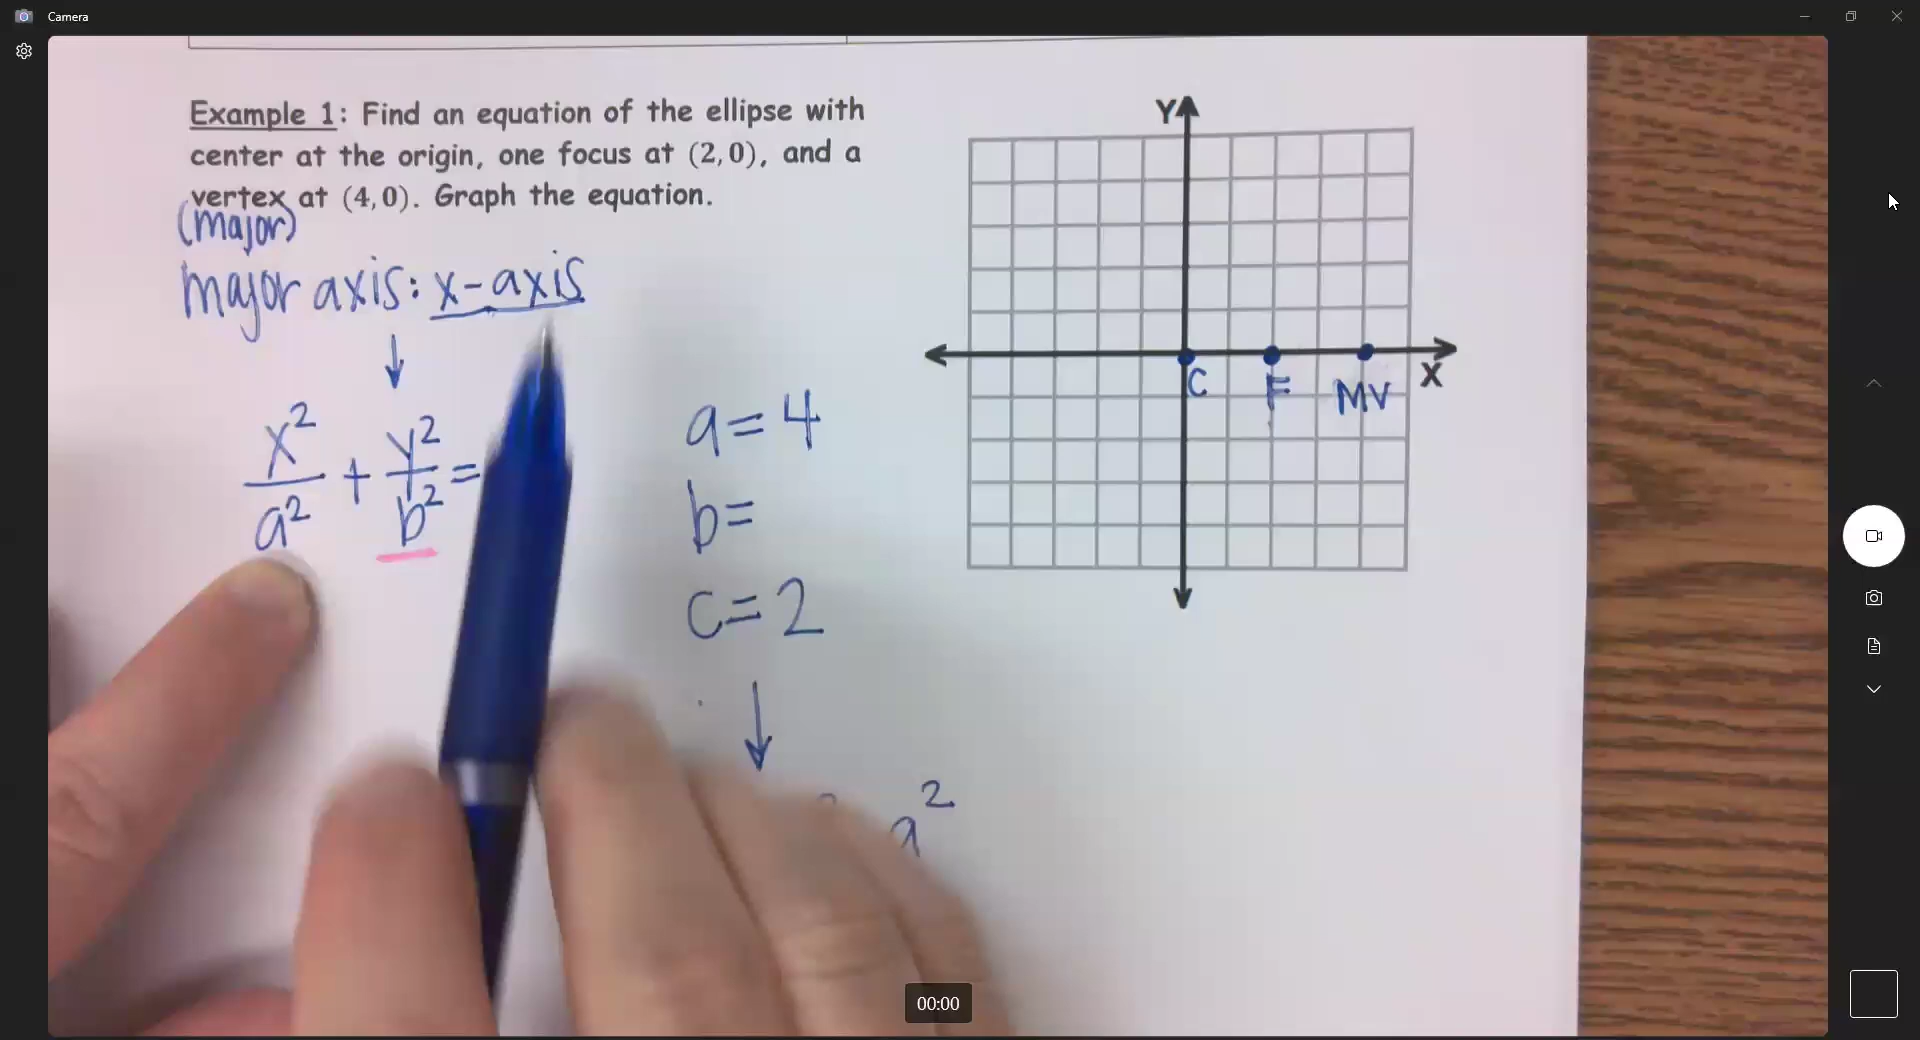 Camera
Example 1: Find an equation of the ellipse with
center at the origin, one focus at (2,0), and a
vertex at (4,0). Graph the equation.
(major)
major axis: x-axis
↓
x²/a² + y²/b² =
a = 4
b =
c = 2
↓
a²
Y
X
C
F
MV
00:00